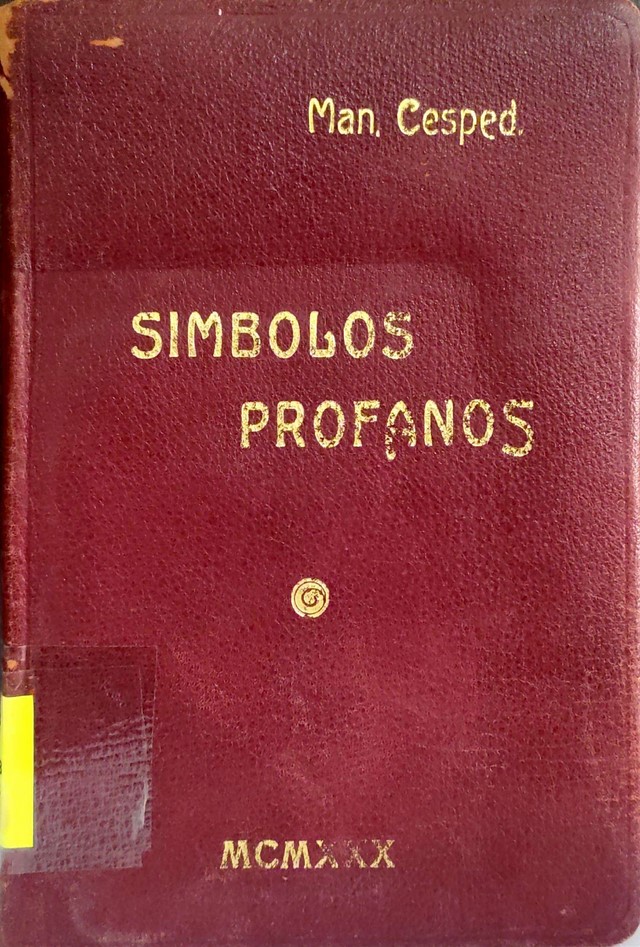 Man. Cesped.
SIMBOLOS
PROFANOS
MCMXXX